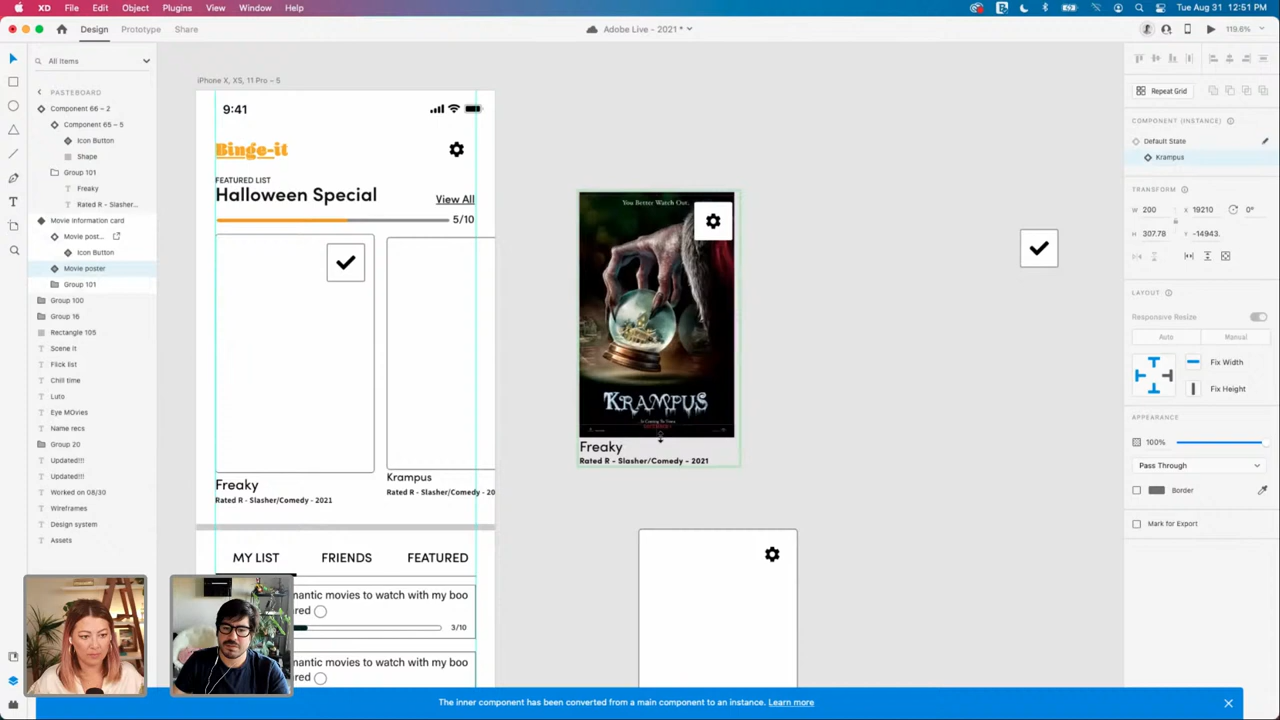 XD File Edit Object Plugins View Window Help
Tue Aug 31 12:51 PM
Design Prototype Share
Adobe Live - 2021 *
119.6%
All Items
PASTEBOARD
Component 66 – 2
Component 65 – 5
Icon Button
Shape
Group 101
Freaky
Rated R - Slasher...
Movie information card
Movie post...
Icon Button
Movie poster
Group 101
Group 100
Group 16
Rectangle 105
Scene it
Flick list
Chill time
Luto
Eye MOvies
Name recs
Group 20
Updated!!!
Updated!!!
Worked on 08/30
Wireframes
Design system
Assets
iPhone X, XS, 11 Pro – 5
9:41
Binge-it
FEATURED LIST
Halloween Special
View All
5/10
Freaky
Rated R - Slasher/Comedy - 2021
Krampus
Rated R - Slasher/Comedy - 20
MY LIST FRIENDS FEATURED
mantic movies to watch with my boo
red
3/10
mantic movies to watch with my boo
red
You Better Watch Out.
KRAMPUS
Freaky
Rated R - Slasher/Comedy - 2021
Repeat Grid
COMPONENT (INSTANCE)
Default State
Krampus
TRANSFORM
W 200 X 19210 0°
H 307.78 Y -14943.
LAYOUT
Responsive Resize
Auto Manual
Fix Width
Fix Height
APPEARANCE
100%
Pass Through
Border
Mark for Export
The inner component has been converted from a main component to an instance. Learn more